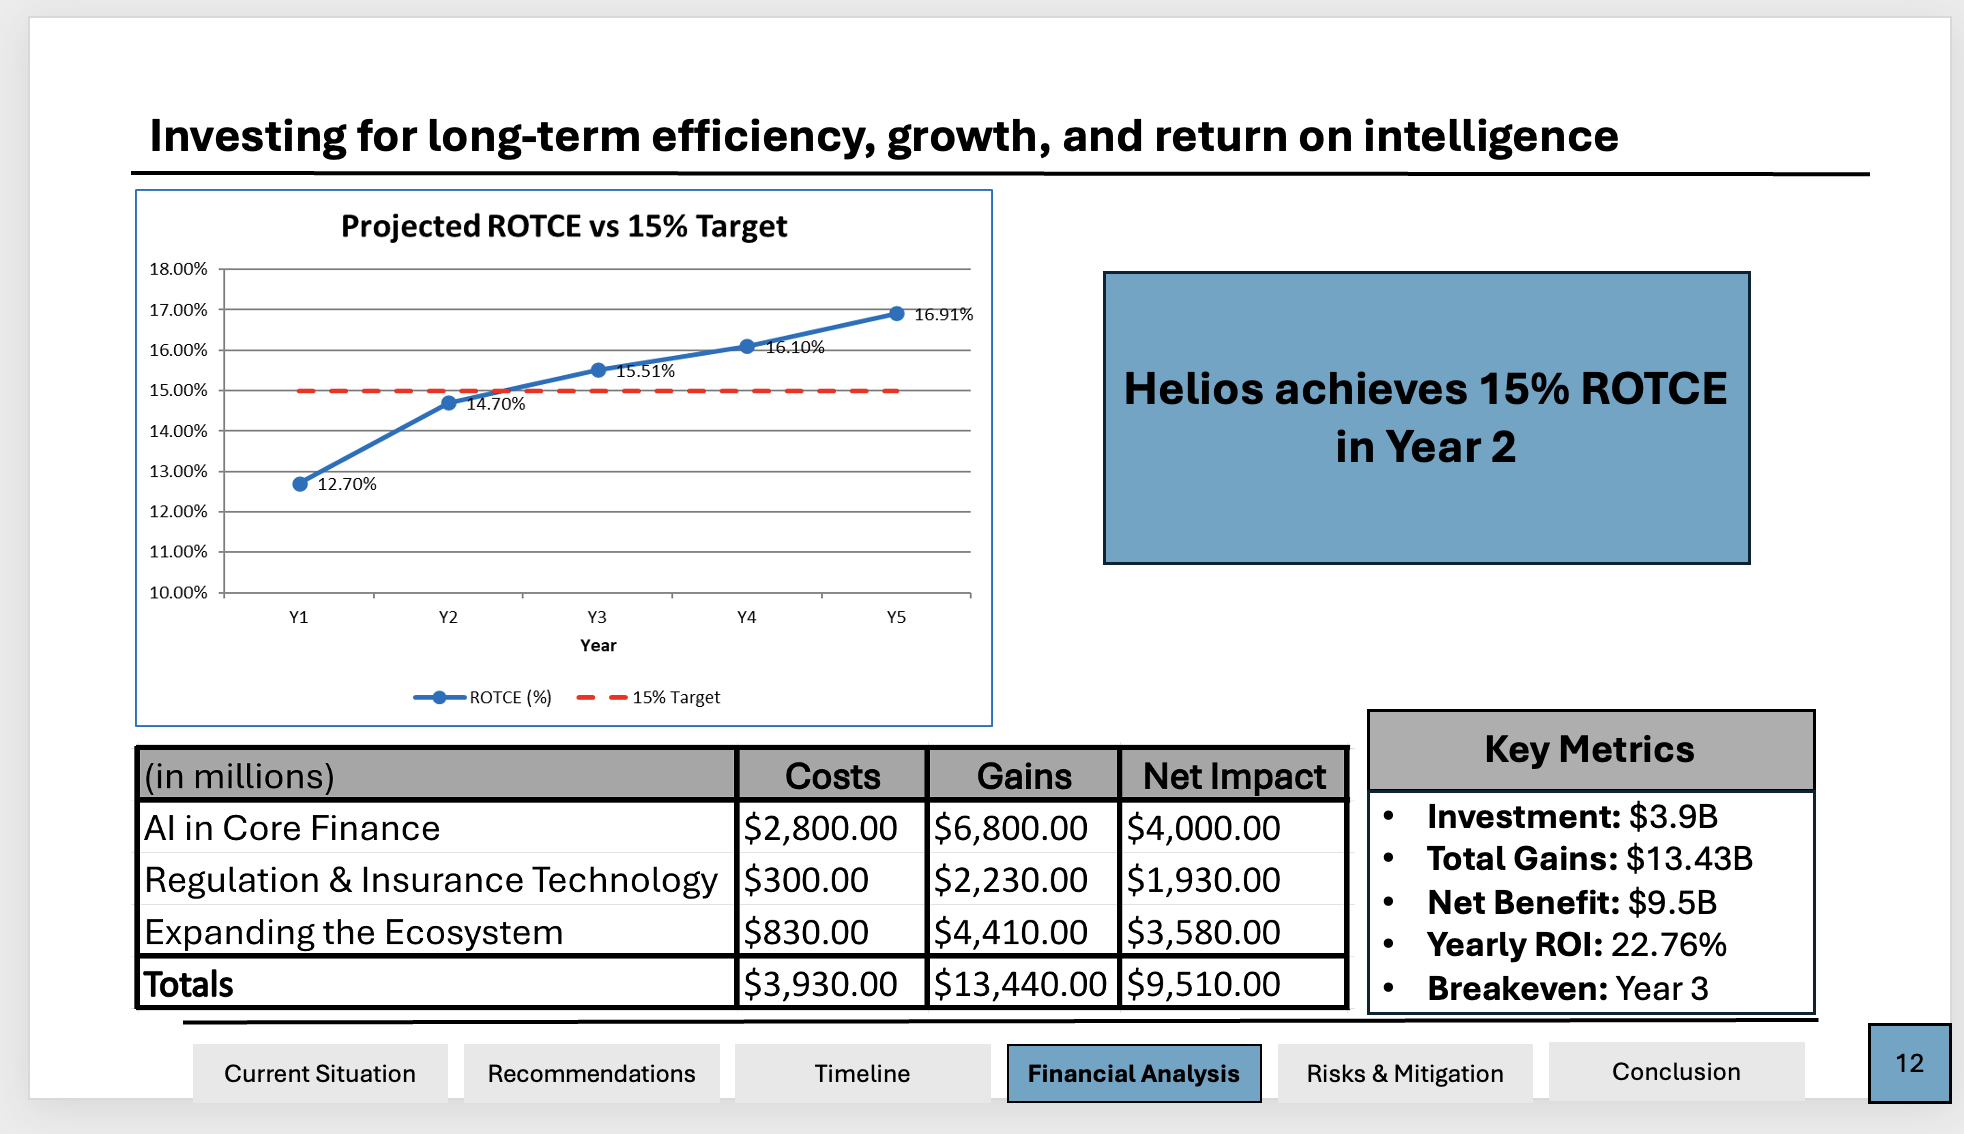 Investing for long-term efficiency, growth, and return on intelligence
Projected ROTCE vs 15% Target
18.00%
17.00%
16.00%
15.00%
14.00%
13.00%
12.00%
11.00%
10.00%
12.70%
14.70%
15.51%
16.10%
16.91%
Y1 Y2 Y3 Y4 Y5
Year
ROTCE (%) 15% Target
Helios achieves 15% ROTCE
in Year 2
(in millions) Costs Gains Net Impact
AI in Core Finance $2,800.00 $6,800.00 $4,000.00
Regulation & Insurance Technology $300.00 $2,230.00 $1,930.00
Expanding the Ecosystem $830.00 $4,410.00 $3,580.00
Totals $3,930.00 $13,440.00 $9,510.00
Key Metrics
• Investment: $3.9B
• Total Gains: $13.43B
• Net Benefit: $9.5B
• Yearly ROI: 22.76%
• Breakeven: Year 3
Current Situation Recommendations Timeline Financial Analysis Risks & Mitigation Conclusion
12